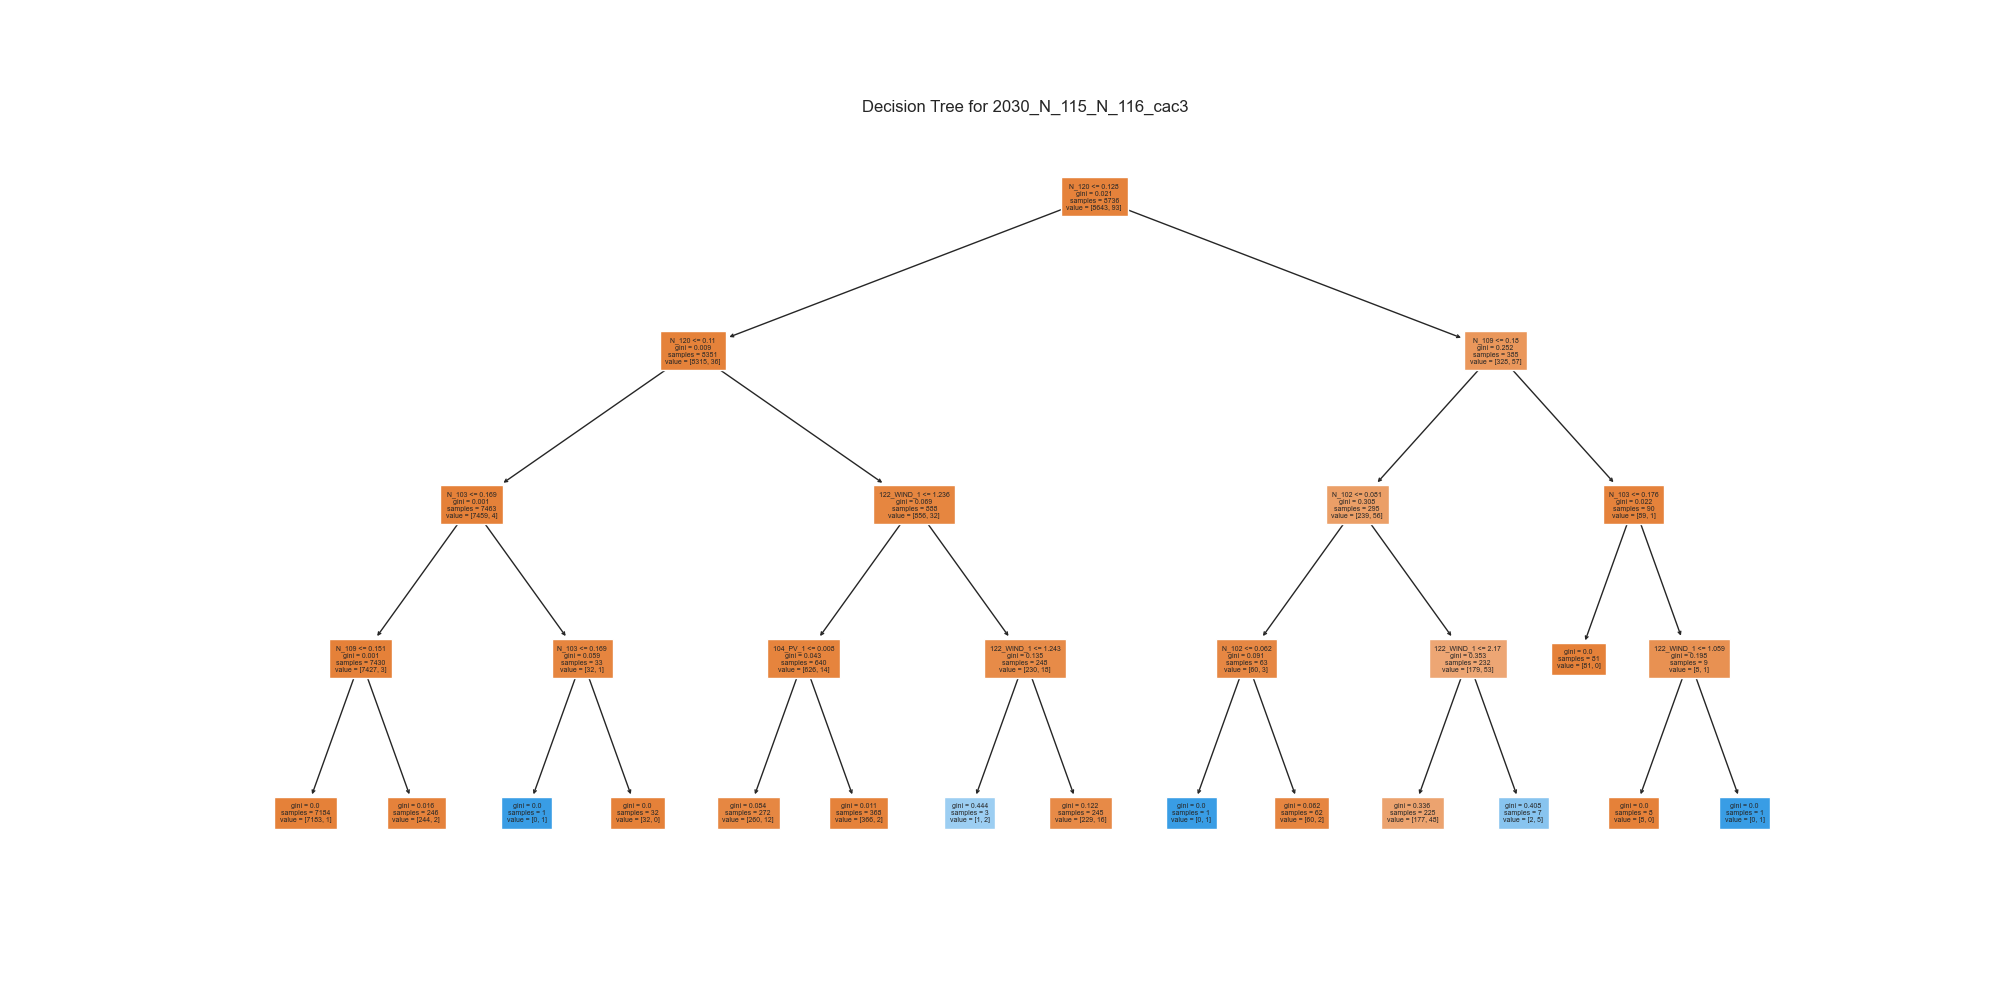 Decision Tree for 2030_N_115_N_116_cac3
N_120 <= 0.128
gini = 0.021
samples = 8736
value = [8643, 93]
N_120 <= 0.11
gini = 0.009
samples = 8351
value = [8315, 36]
N_109 <= 0.18
gini = 0.252
samples = 385
value = [328, 57]
N_103 <= 0.169
gini = 0.001
samples = 7463
value = [7459, 4]
122_WIND_1 <= 1.236
gini = 0.069
samples = 888
value = [856, 32]
N_102 <= 0.081
gini = 0.308
samples = 295
value = [239, 56]
N_103 <= 0.176
gini = 0.022
samples = 90
value = [89, 1]
N_109 <= 0.151
gini = 0.001
samples = 7430
value = [7427, 3]
N_103 <= 0.169
gini = 0.059
samples = 33
value = [32, 1]
104_PV_1 <= 0.008
gini = 0.043
samples = 640
value = [626, 14]
122_WIND_1 <= 1.243
gini = 0.135
samples = 248
value = [230, 18]
N_102 <= 0.062
gini = 0.091
samples = 63
value = [60, 3]
122_WIND_1 <= 2.17
gini = 0.353
samples = 232
value = [179, 53]
gini = 0.0
samples = 81
value = [81, 0]
122_WIND_1 <= 1.059
gini = 0.198
samples = 9
value = [8, 1]
gini = 0.0
samples = 7184
value = [7183, 1]
gini = 0.016
samples = 246
value = [244, 2]
gini = 0.0
samples = 1
value = [0, 1]
gini = 0.0
samples = 32
value = [32, 0]
gini = 0.084
samples = 272
value = [260, 12]
gini = 0.011
samples = 368
value = [366, 2]
gini = 0.444
samples = 3
value = [1, 2]
gini = 0.122
samples = 245
value = [229, 16]
gini = 0.0
samples = 1
value = [0, 1]
gini = 0.062
samples = 62
value = [60, 2]
gini = 0.336
samples = 225
value = [177, 48]
gini = 0.408
samples = 7
value = [2, 5]
gini = 0.0
samples = 8
value = [8, 0]
gini = 0.0
samples = 1
value = [0, 1]